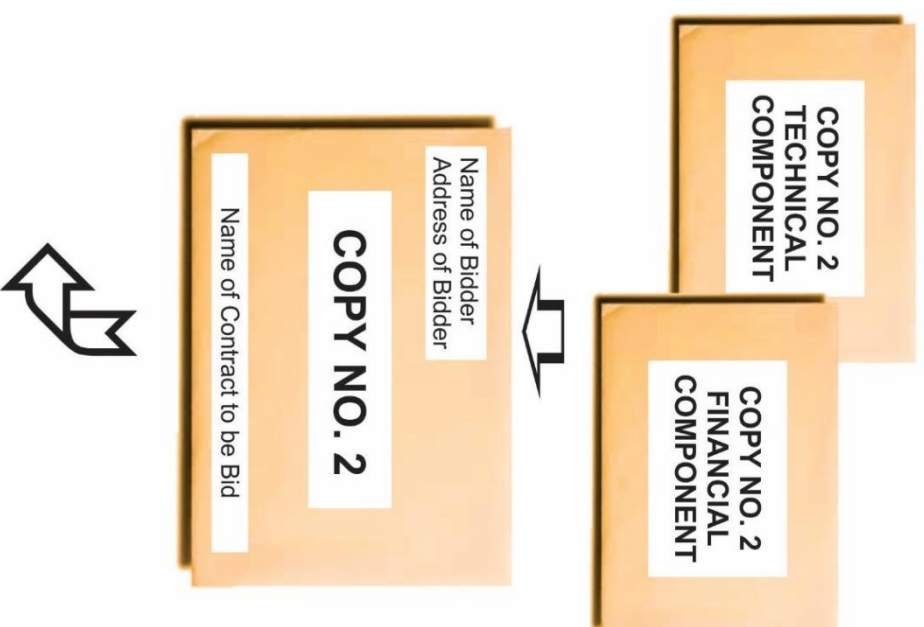 COPY NO. 2
TECHNICAL
COMPONENT
COPY NO. 2
FINANCIAL
COMPONENT
Name of Bidder
Address of Bidder
COPY NO. 2
Name of Contract to be Bid